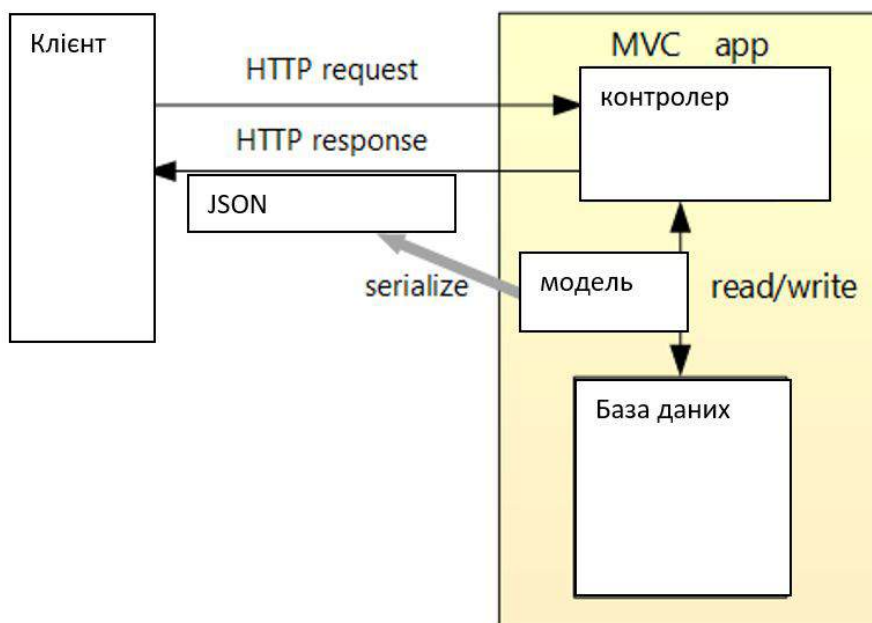 Клієнт
MVC app
HTTP request
контролер
HTTP response
JSON
serialize
модель
read/write
База даних